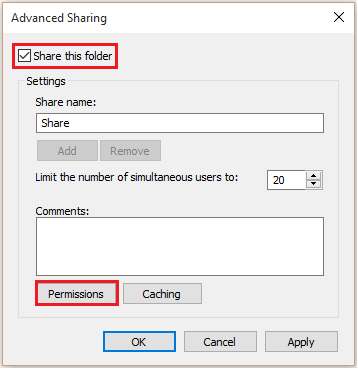 Advanced Sharing
Share this folder
Settings
Share name:
Share
Add Remove
Limit the number of simultaneous users to: 20
Comments:
Permissions Caching
OK Cancel Apply